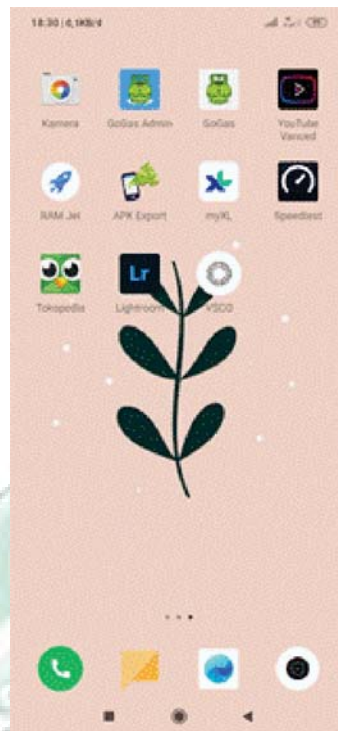 18:30 | 0,1KB/d
Kamera
GoGas Admin
GoGas
YouTube
Vanced
RAM Jet
APK Export
myXL
Speedtest
Tokopedia
Lr
Lightroom
VSCO